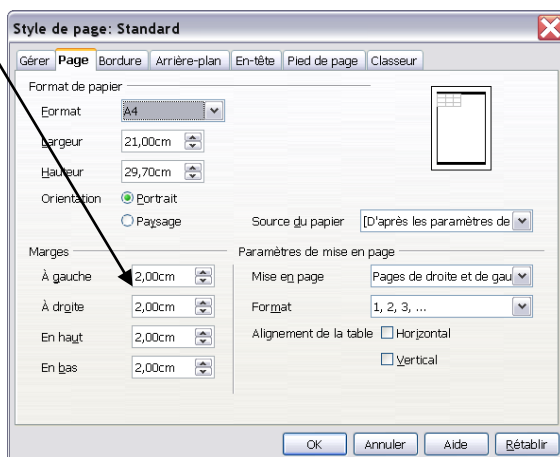 Style de page: Standard
Gérer Page Bordure Arrière-plan En-tête Pied de page Classeur
Format de papier
Format A4
Largeur 21,00cm
Hauteur 29,70cm
Orientation Portrait
Paysage Source du papier [D'après les paramètres de
Marges Paramètres de mise en page
À gauche 2,00cm Mise en page Pages de droite et de gau
À droite 2,00cm Format 1, 2, 3, ...
En haut 2,00cm Alignement de la table Horizontal
En bas 2,00cm Vertical
OK Annuler Aide Rétablir